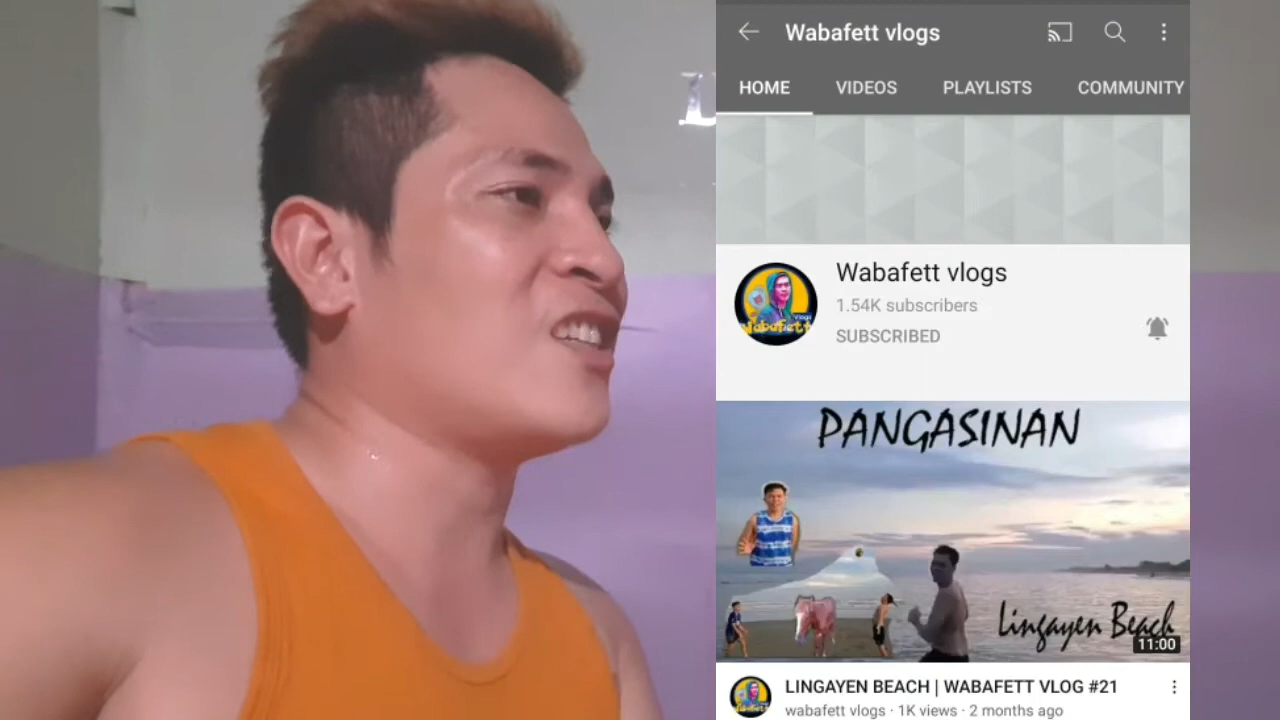 Wabafett vlogs
HOME VIDEOS PLAYLISTS COMMUNITY
Wabafett vlogs
1.54K subscribers
SUBSCRIBED
PANGASINAN
Lingayen Beach
11:00
LINGAYEN BEACH | WABAFETT VLOG #21
wabafett vlogs · 1K views · 2 months ago